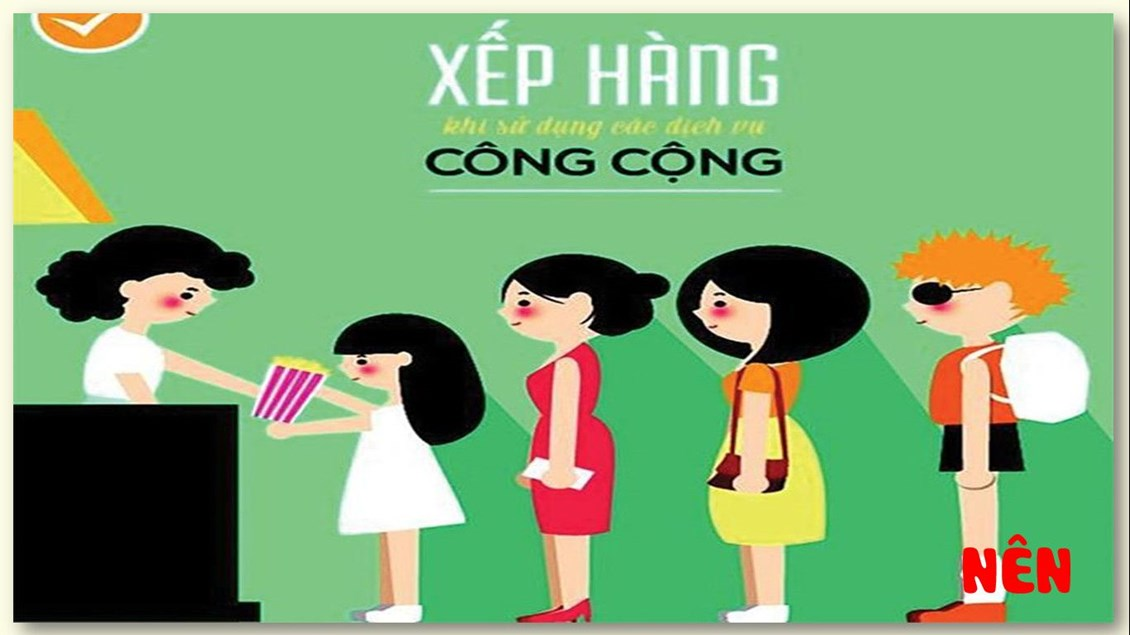 XẾP HÀNG
khi sử dụng các dịch vụ
CÔNG CỘNG
NÊN